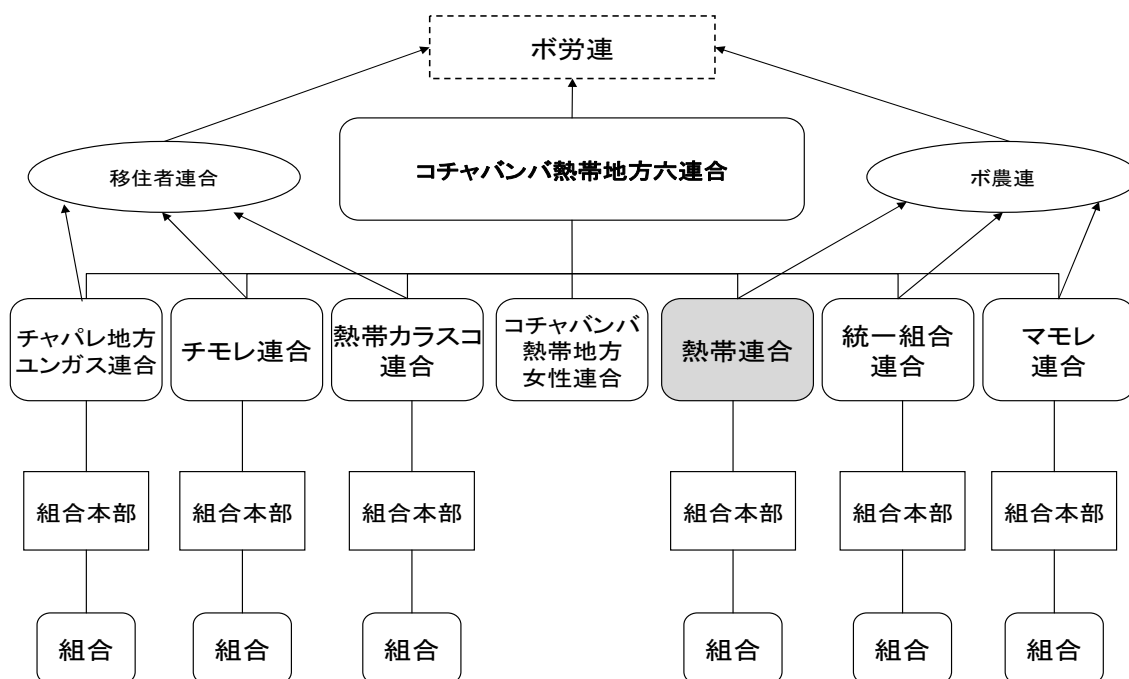 ボ労連
移住者連合
コチャバンバ熱帯地方六連合
ボ農連
チャパレ地方
ユンガス連合
チモレ連合
熱帯カラスコ
連合
コチャバンバ
熱帯地方
女性連合
熱帯連合
統一組合
連合
マモレ
連合
組合本部
組合本部
組合本部
組合本部
組合本部
組合本部
組合
組合
組合
組合
組合
組合